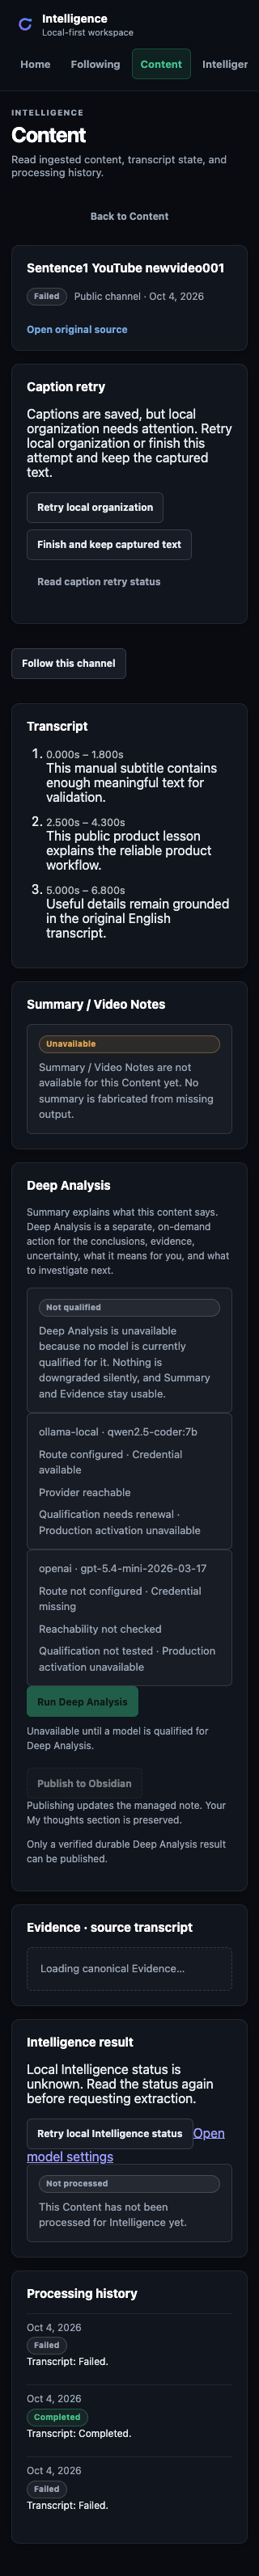 Intelligence
Local-first workspace
Home Following Content Intelliger
INTELLIGENCE
Content
Read ingested content, transcript state, and
processing history.
Back to Content
Sentence1 YouTube newvideo001
Failed Public channel · Oct 4, 2026
Open original source
Caption retry
Captions are saved, but local
organization needs attention. Retry
local organization or finish this
attempt and keep the captured
text.
Retry local organization
Finish and keep captured text
Read caption retry status
Follow this channel
Transcript
1. 0.000s – 1.800s
This manual subtitle contains
enough meaningful text for
validation.
2. 2.500s – 4.300s
This public product lesson
explains the reliable product
workflow.
3. 5.000s – 6.800s
Useful details remain grounded
in the original English
transcript.
Summary / Video Notes
Unavailable
Summary / Video Notes are not
available for this Content yet. No
summary is fabricated from missing
output.
Deep Analysis
Summary explains what this content says.
Deep Analysis is a separate, on-demand
action for the conclusions, evidence,
uncertainty, what it means for you, and what
to investigate next.
Not qualified
Deep Analysis is unavailable
because no model is currently
qualified for it. Nothing is
downgraded silently, and Summary
and Evidence stay usable.
ollama-local · qwen2.5-coder:7b
Route configured · Credential
available
Provider reachable
Qualification needs renewal ·
Production activation unavailable
openai · gpt-5.4-mini-2026-03-17
Route not configured · Credential
missing
Reachability not checked
Qualification not tested · Production
activation unavailable
Run Deep Analysis
Unavailable until a model is qualified for
Deep Analysis.
Publish to Obsidian
Publishing updates the managed note. Your
My thoughts section is preserved.
Only a verified durable Deep Analysis result
can be published.
Evidence · source transcript
Loading canonical Evidence...
Intelligence result
Local Intelligence status is
unknown. Read the status again
before requesting extraction.
Retry local Intelligence status Open
model settings
Not processed
This Content has not been
processed for Intelligence yet.
Processing history
Oct 4, 2026
Failed
Transcript: Failed.
Oct 4, 2026
Completed
Transcript: Completed.
Oct 4, 2026
Failed
Transcript: Failed.